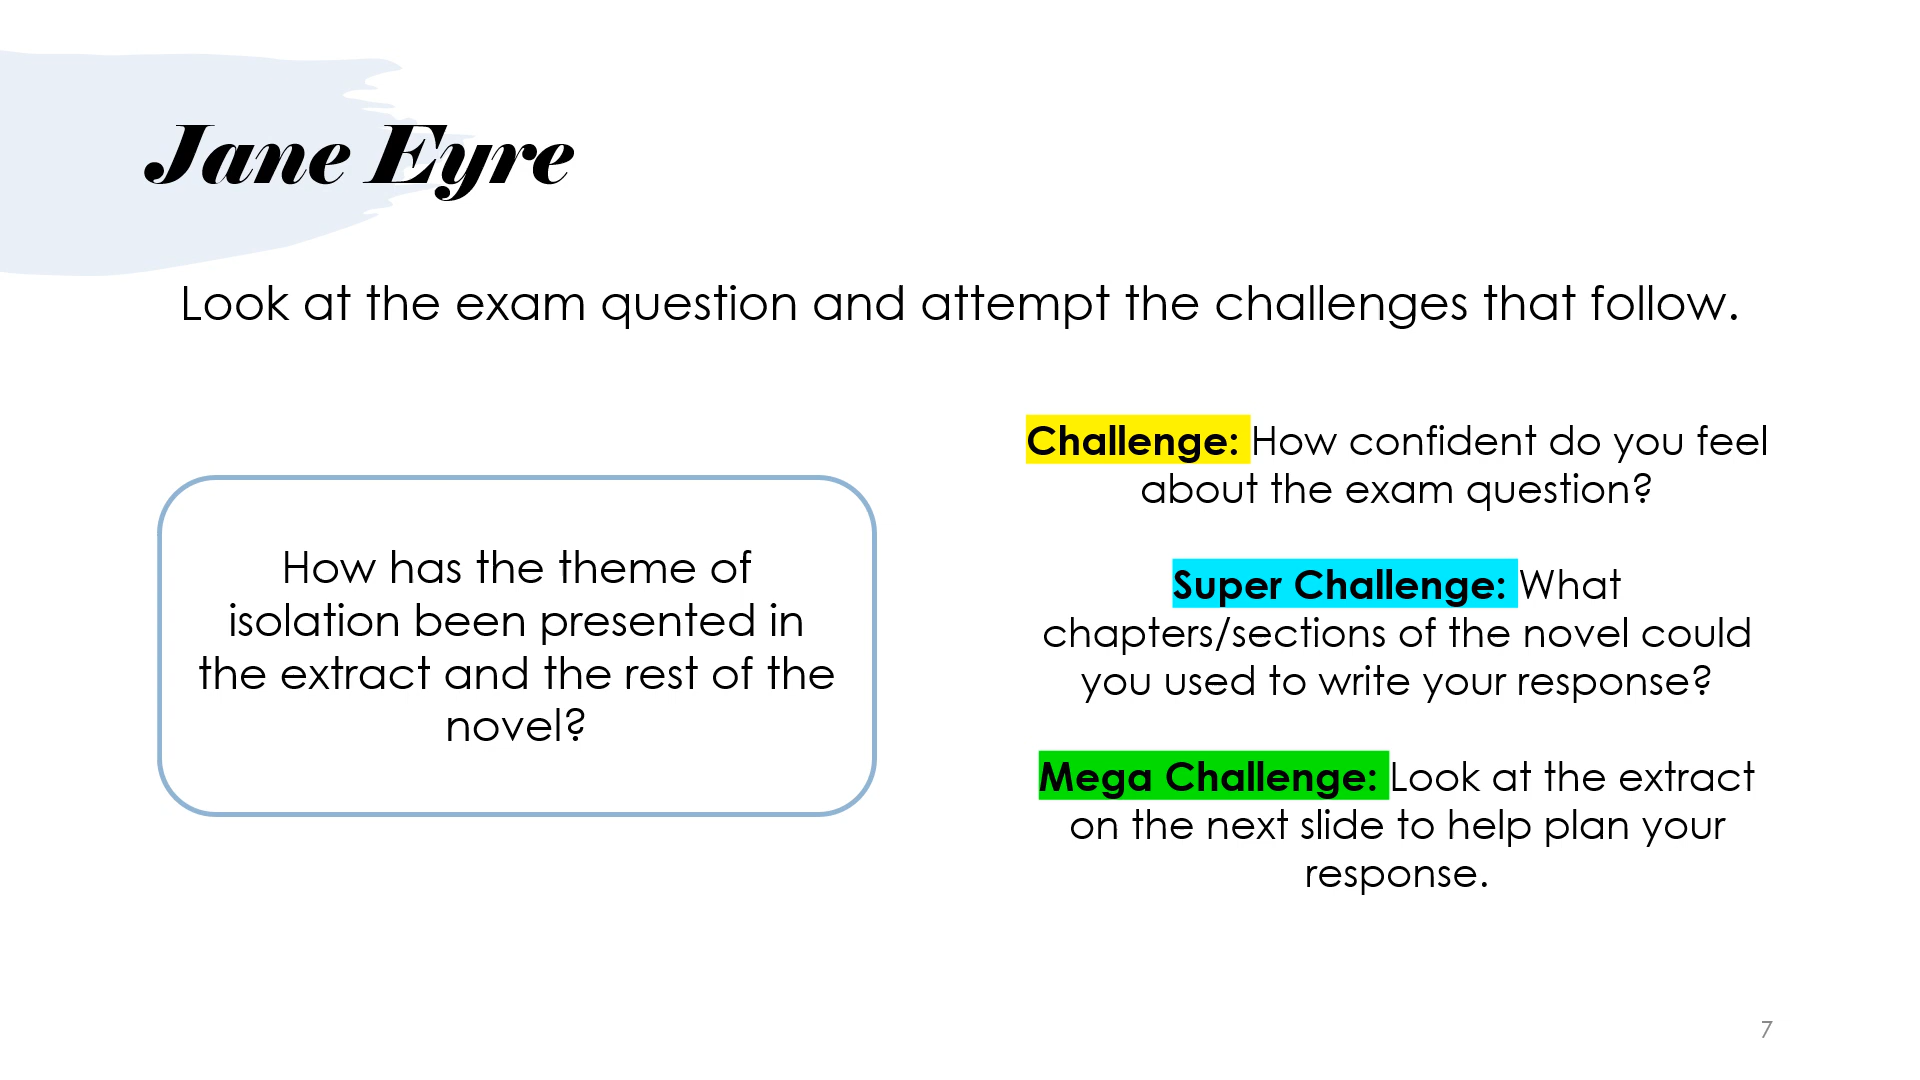 Jane Eyre
Look at the exam question and attempt the challenges that follow.
How has the theme of
isolation been presented in
the extract and the rest of the
novel?
Challenge: How confident do you feel
about the exam question?
Super Challenge: What
chapters/sections of the novel could
you used to write your response?
Mega Challenge: Look at the extract
on the next slide to help plan your
response.
7